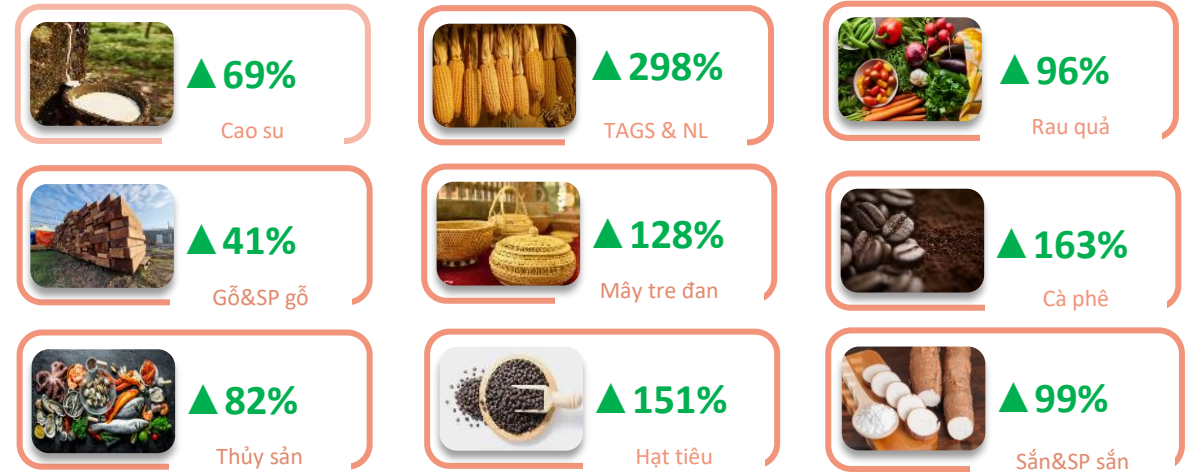 ▲69%
Cao su
▲298%
TAGS & NL
▲96%
Rau quả
▲41%
Gỗ&SP gỗ
▲128%
Mây tre đan
▲163%
Cà phê
▲82%
Thủy sản
▲151%
Hạt tiêu
▲99%
Sắn&SP sắn